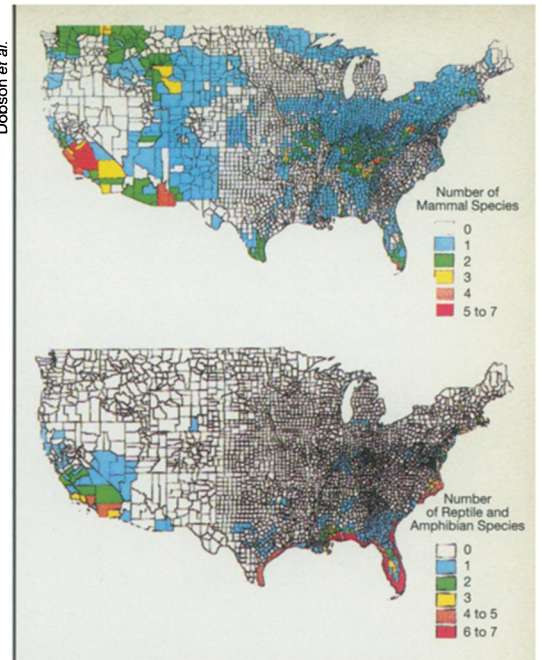 Dobson et al.
Number of
Mammal Species
0
1
2
3
4
5 to 7
Number
of Reptile and
Amphibian Species
0
1
2
3
4 to 5
6 to 7